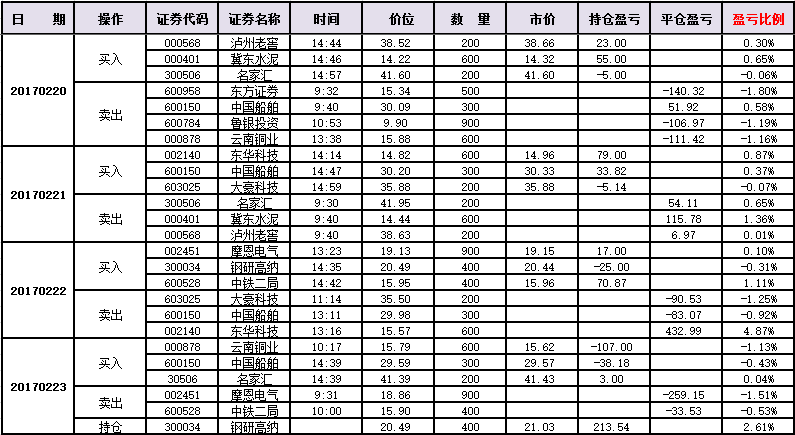 日 期 操作 证券代码 证券名称 时间 价位 数 量 市价 持仓盈亏 平仓盈亏 盈亏比例
20170220 买入 000568 泸州老窖 14:44 38.52 200 38.66 23.00 0.30%
000401 冀东水泥 14:46 14.22 600 14.32 55.00 0.65%
300506 名家汇 14:57 41.60 200 41.60 -5.00 -0.06%
卖出 600958 东方证券 9:32 15.34 500 -140.32 -1.80%
600150 中国船舶 9:40 30.09 300 51.92 0.58%
600784 鲁银投资 10:53 9.90 900 -106.97 -1.19%
000878 云南铜业 13:38 15.88 600 -111.42 -1.16%
20170221 买入 002140 东华科技 14:14 14.82 600 14.96 79.00 0.87%
600150 中国船舶 14:47 30.20 300 30.33 33.82 0.37%
603025 大豪科技 14:59 35.88 200 35.88 -5.14 -0.07%
卖出 300506 名家汇 9:30 41.95 200 54.11 0.65%
000401 冀东水泥 9:40 14.44 600 115.78 1.36%
000568 泸州老窖 9:40 38.63 200 6.97 0.01%
20170222 买入 002451 摩恩电气 13:23 19.13 900 19.15 17.00 0.10%
300034 钢研高纳 14:35 20.49 400 20.44 -25.00 -0.31%
600528 中铁二局 14:42 15.95 400 15.96 70.87 1.11%
卖出 603025 大豪科技 11:14 35.50 200 -90.53 -1.25%
600150 中国船舶 13:11 29.98 300 -83.07 -0.92%
002140 东华科技 13:16 15.57 600 432.99 4.87%
20170223 买入 000878 云南铜业 10:17 15.79 600 15.62 -107.00 -1.13%
600150 中国船舶 14:39 29.59 300 29.57 -38.18 -0.43%
30506 名家汇 14:39 41.39 200 41.43 3.00 0.04%
卖出 002451 摩恩电气 9:31 18.86 900 -259.15 -1.51%
600528 中铁二局 10:00 15.90 400 -33.53 -0.53%
持仓 300034 钢研高纳 20.49 400 21.03 213.54 2.61%